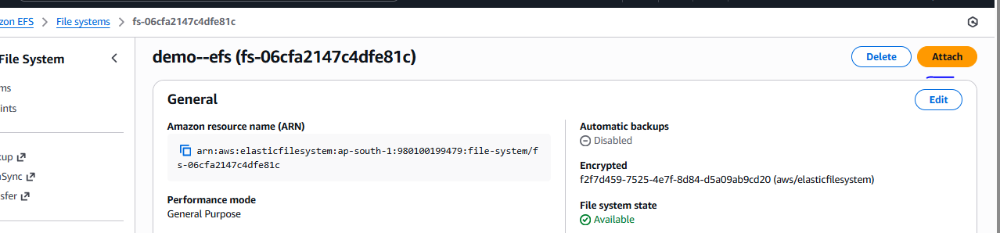 zon EFS > File systems > fs-06cfa2147c4dfe81c
File System
demo--efs (fs-06cfa2147c4dfe81c)
Delete
Attach
ms
ints
kup
Sync
sfer
General
Edit
Amazon resource name (ARN)
arn:aws:elasticfilesystem:ap-south-1:980100199479:file-system/f
s-06cfa2147c4dfe81c
Performance mode
General Purpose
Automatic backups
Disabled
Encrypted
f2f7d459-7525-4e7f-8d84-d5a09ab9cd20 (aws/elasticfilesystem)
File system state
Available